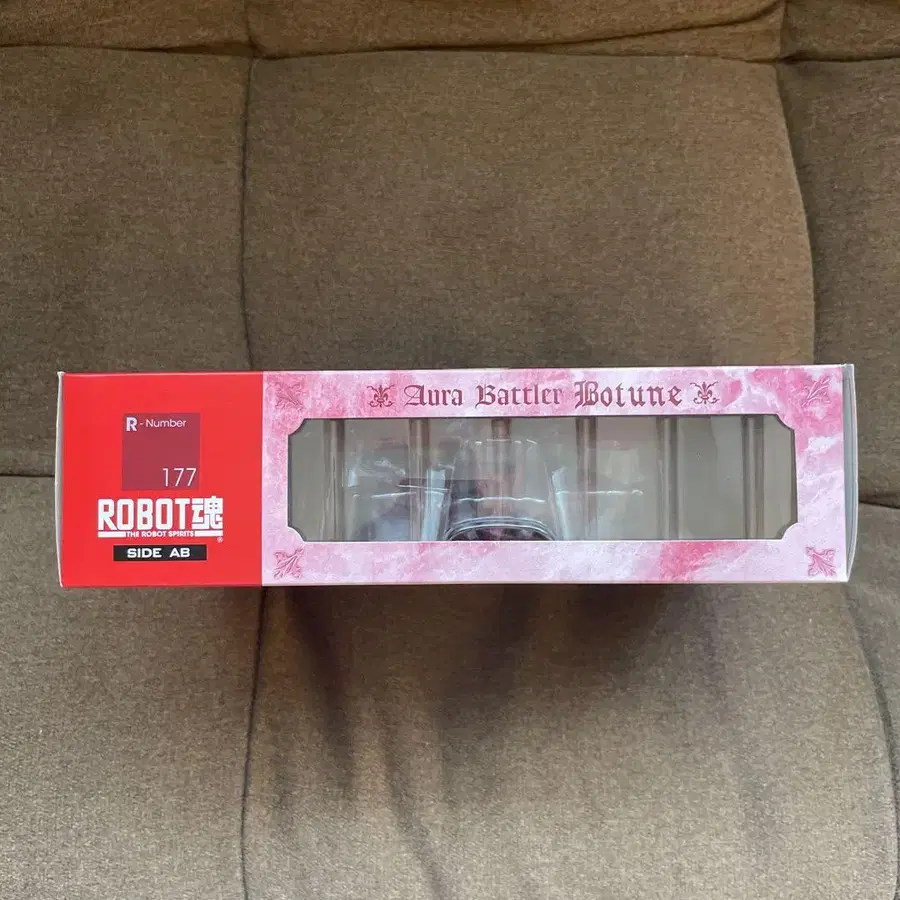 R - Number
177
ROBOT魂
THE ROBOT SPIRITS
®
SIDE AB
Aura Battler Botune